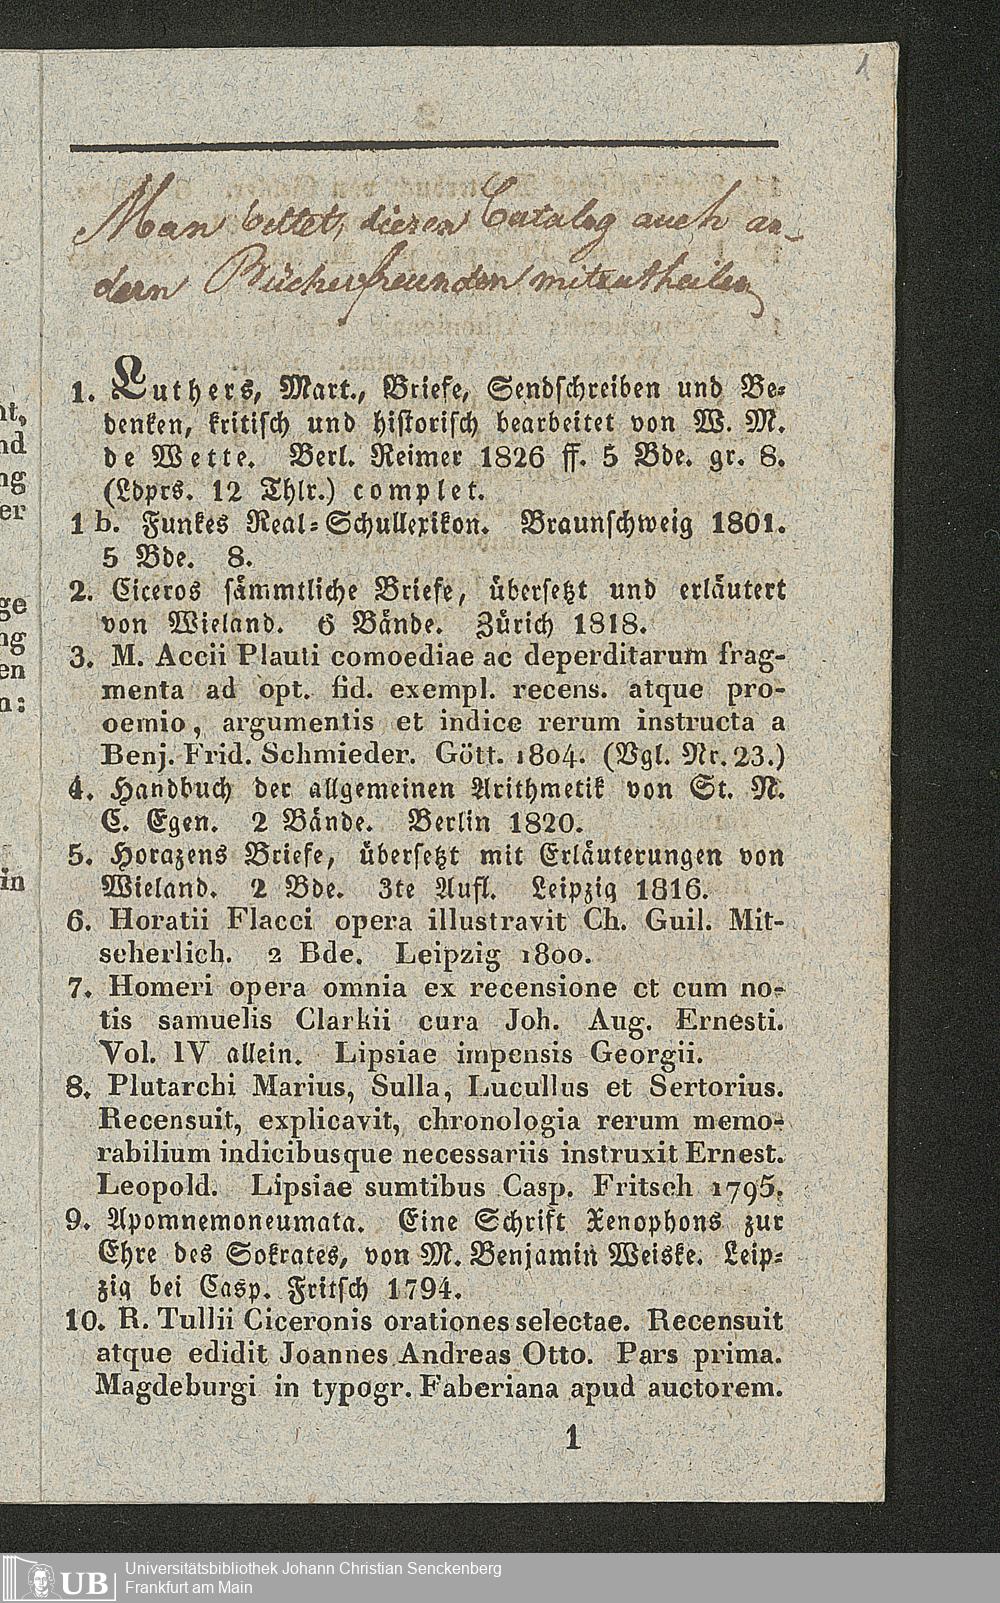 1
Man bittet, diesen Catalog auch an-
dern Bücherfreunden mitzutheilen
1. Luthers, Mart., Briefe, Sendschreiben und Be-
denken, kritisch und historisch bearbeitet von W. M.
de Wette. Berl. Reimer 1826 ff. 5 Bde. gr. 8.
(Ldprs. 12 Thlr.) complet.
1 b. Funkes Real-Schullexikon. Braunschweig 1801.
5 Bde. 8.
2. Ciceros sämmtliche Briefe, übersetzt und erläutert
von Wieland. 6 Bände. Zürich 1818.
3. M. Accii Plauti comoediae ac deperditarum frag-
menta ad opt. fid. exempl. recens. atque pro-
oemio, argumentis et indice rerum instructa a
Benj. Frid. Schmieder. Gött. 1804. (Vgl. Nr. 23.)
4. Handbuch der allgemeinen Arithmetik von St. N.
C. Egen. 2 Bände. Berlin 1820.
5. Horazens Briefe, übersetzt mit Erläuterungen von
Wieland. 2 Bde. 3te Aufl. Leipzig 1816.
6. Horatii Flacci opera illustravit Ch. Guil. Mit-
scherlich. 2 Bde. Leipzig 1800.
7. Homeri opera omnia ex recensione et cum no-
tis samuelis Clarkii cura Joh. Aug. Ernesti.
Vol. IV allein. Lipsiae impensis Georgii.
8. Plutarchi Marius, Sulla, Lucullus et Sertorius.
Recensuit, explicavit, chronologia rerum memo-
rabilium indicibusque necessariis instruxit Ernest.
Leopold. Lipsiae sumtibus Casp. Fritsch 1795.
9. Apomnemoneumata. Eine Schrift Xenophons zur
Ehre des Sokrates, von M. Benjamin Weiske. Leip-
zig bei Casp. Fritsch 1794.
10. R. Tullii Ciceronis orationes selectae. Recensuit
atque edidit Joannes Andreas Otto. Pars prima.
Magdeburgi in typogr. Faberiana apud auctorem.
1
UB
Universitätsbibliothek Johann Christian Senckenberg
Frankfurt am Main